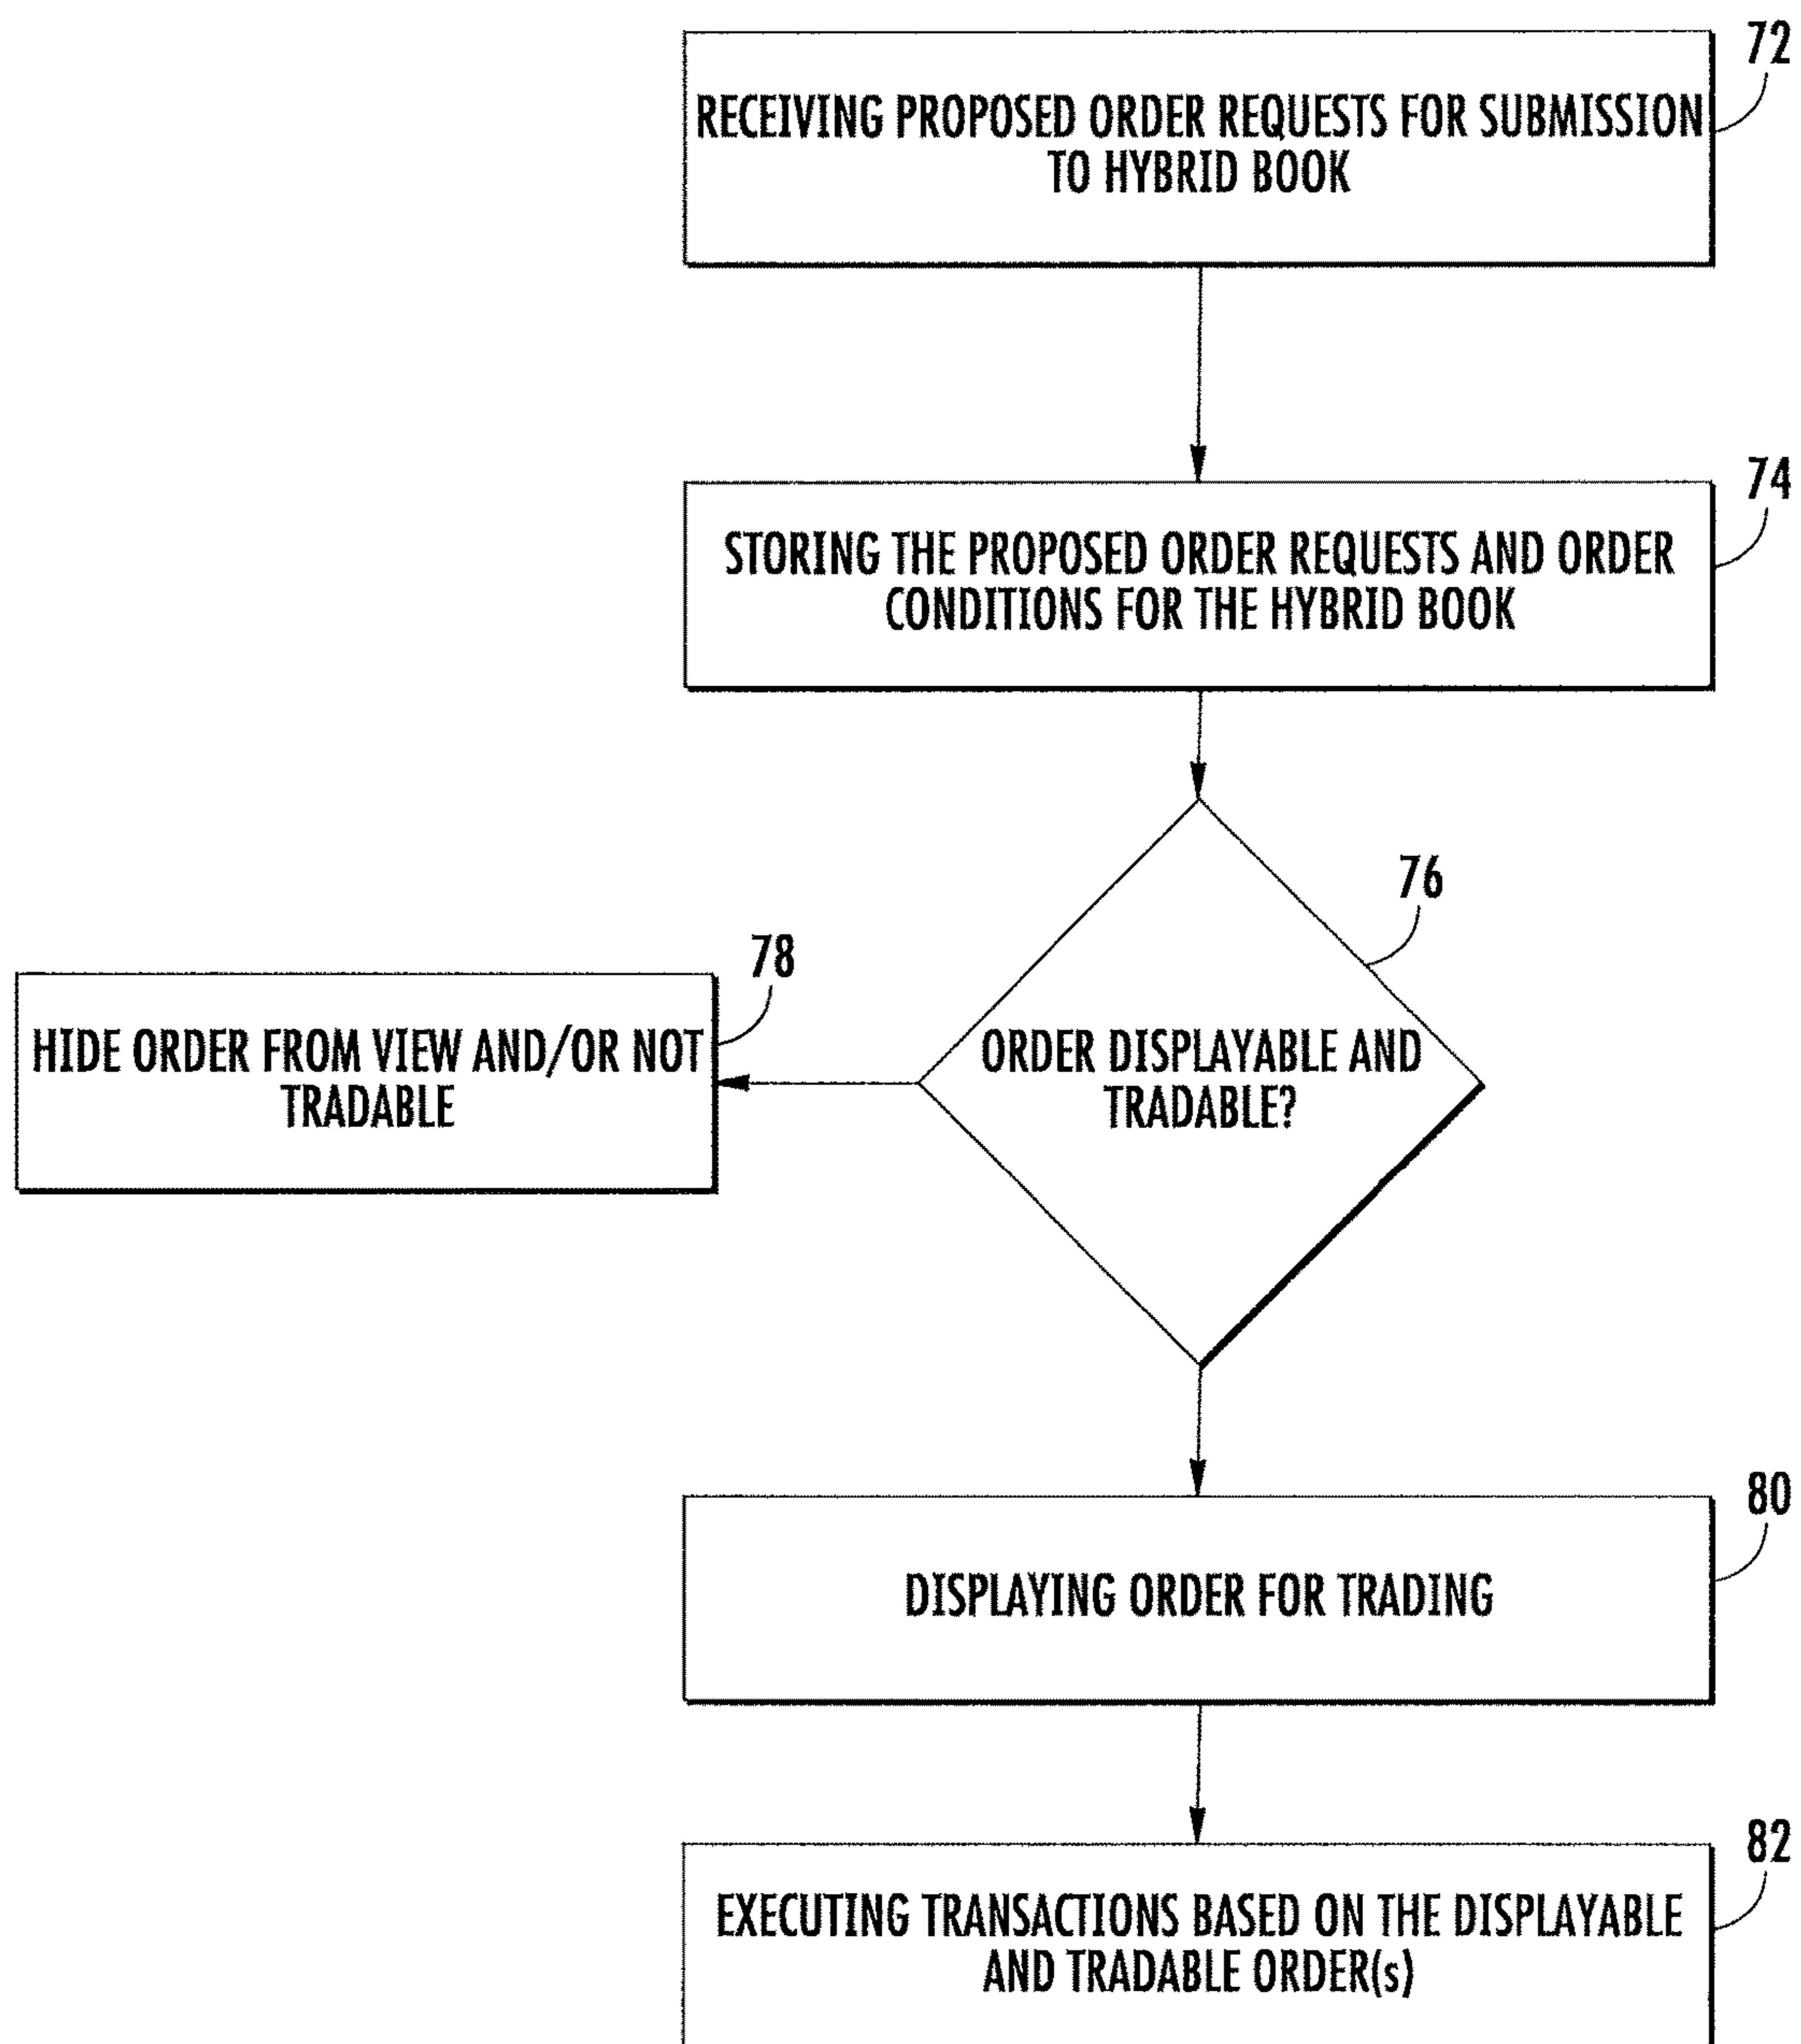 72
RECEIVING PROPOSED ORDER REQUESTS FOR SUBMISSION
TO HYBRID BOOK
74
STORING THE PROPOSED ORDER REQUESTS AND ORDER
CONDITIONS FOR THE HYBRID BOOK
76
ORDER DISPLAYABLE AND
TRADABLE?
78
HIDE ORDER FROM VIEW AND/OR NOT
TRADABLE
80
DISPLAYING ORDER FOR TRADING
82
EXECUTING TRANSACTIONS BASED ON THE DISPLAYABLE
AND TRADABLE ORDER(s)